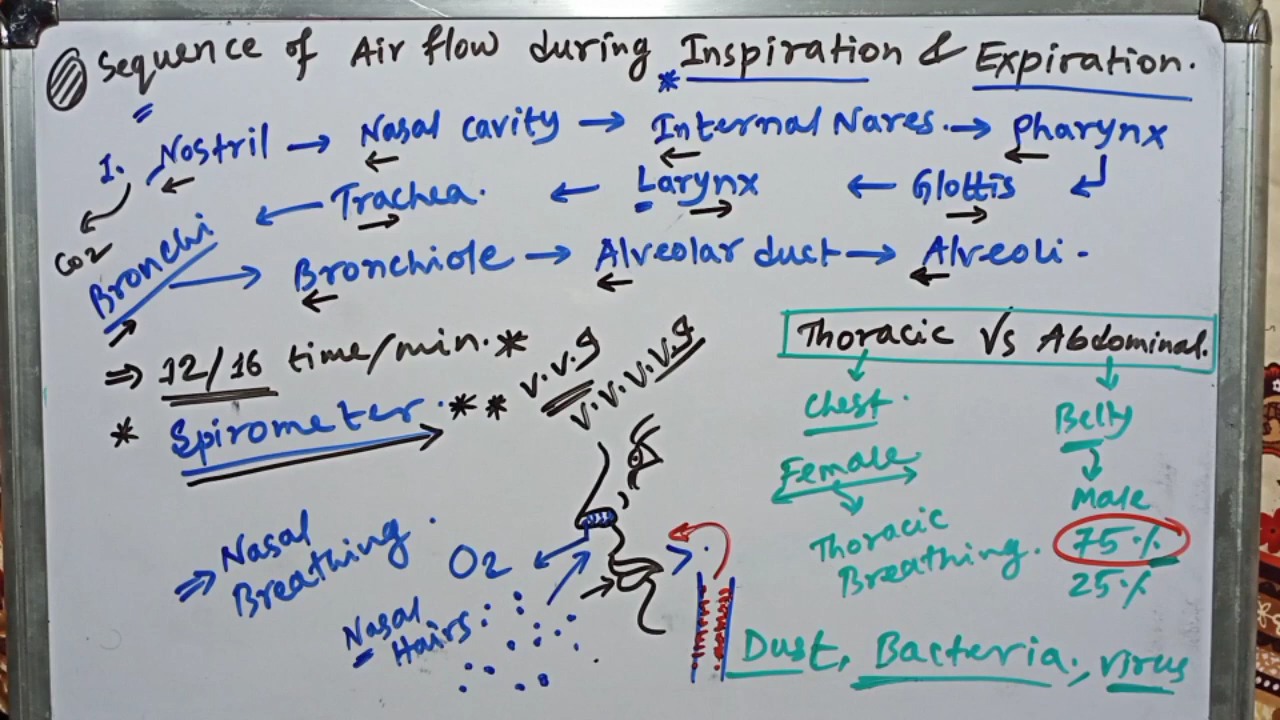 Sequence of Air flow during Inspiration & Expiration.
*
I. Nostril → Nasal cavity → Internal Nares. → Pharynx
← ← ← ←
Trachea. ← Larynx ← Glottis
→ → →
CO2
Bronchi → Bronchiole → Alveolar duct → Alveoli.
→ ← ← ←
⇒ 12/16 time/min. *
V.V.I
V.V.V.V.I
* Spirometer. * *
Thoracic Vs Abdominal.
Chest.
Female
Thoracic
Breathing.
Belly
Male
75%
25%
⇒ Nasal
Breathing.
O2
Nasal
Hairs
Dust, Bacteria, virus